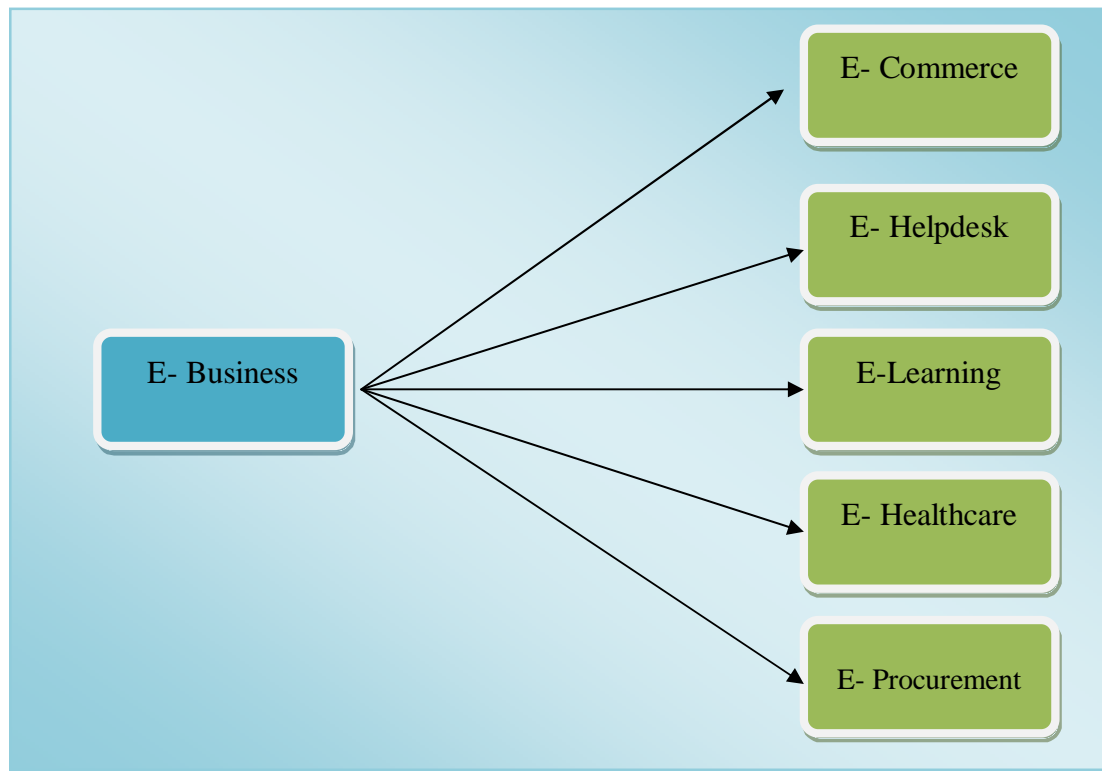 E- Commerce
E- Helpdesk
E- Business
E-Learning
E- Healthcare
E- Procurement